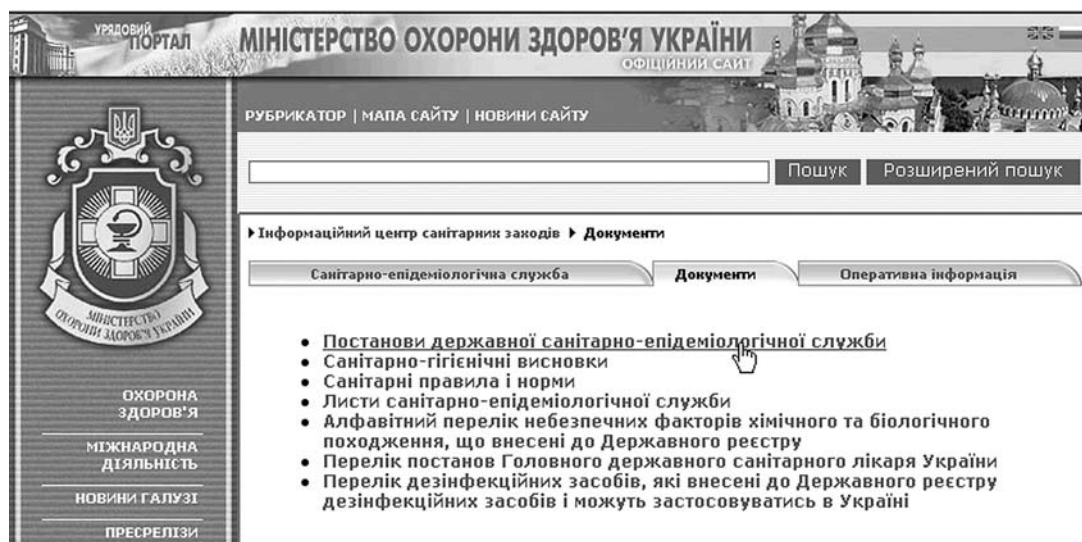 УРЯДОВИЙ
ПОРТАЛ
МІНІСТЕРСТВО ОХОРОНИ ЗДОРОВ'Я УКРАЇНИ
ОФІЦІЙНИЙ САЙТ
РУБРИКАТОР | МАПА САЙТУ | НОВИНИ САЙТУ
Пошук Розширений пошук
Інформаційний центр санітарних заходів Документи
Санітарно-епідеміологічна служба Документи Оперативна інформація
• Постанови державної санітарно-епідеміологічної служби
• Санітарно-гігієнічні висновки
• Санітарні правила і норми
• Листи санітарно-епідеміологічної служби
• Алфавітний перелік небезпечних факторів хімічного та біологічного
походження, що внесені до Державного реєстру
• Перелік постанов Головного державного санітарного лікаря України
• Перелік дезінфекційних засобів, які внесені до Державного реєстру
дезінфекційних засобів і можуть застосовуватись в Україні
МІНІСТЕРСТВО
ОХОРОНИ ЗДОРОВ'Я УКРАЇНИ
ОХОРОНА
ЗДОРОВ'Я
МІЖНАРОДНА
ДІЯЛЬНІСТЬ
НОВИНИ ГАЛУЗІ
ПРЕСРЕЛІЗИ